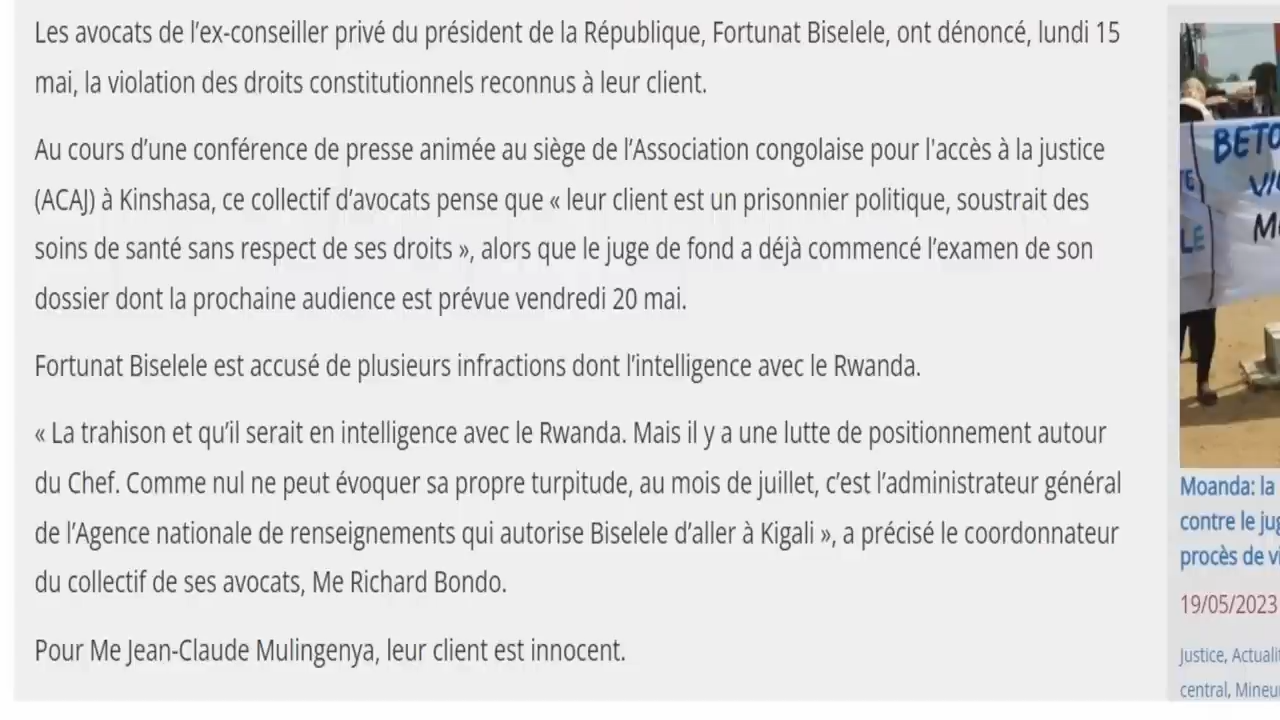 Les avocats de l’ex-conseiller privé du président de la République, Fortunat Biselele, ont dénoncé, lundi 15
mai, la violation des droits constitutionnels reconnus à leur client.
Au cours d’une conférence de presse animée au siège de l’Association congolaise pour l'accès à la justice
(ACAJ) à Kinshasa, ce collectif d’avocats pense que « leur client est un prisonnier politique, soustrait des
soins de santé sans respect de ses droits », alors que le juge de fond a déjà commencé l’examen de son
dossier dont la prochaine audience est prévue vendredi 20 mai.
Fortunat Biselele est accusé de plusieurs infractions dont l’intelligence avec le Rwanda.
« La trahison et qu’il serait en intelligence avec le Rwanda. Mais il y a une lutte de positionnement autour
du Chef. Comme nul ne peut évoquer sa propre turpitude, au mois de juillet, c’est l’administrateur général
de l’Agence nationale de renseignements qui autorise Biselele d’aller à Kigali », a précisé le coordonnateur
du collectif de ses avocats, Me Richard Bondo.
Pour Me Jean-Claude Mulingenya, leur client est innocent.
BETO
VI
M
LE
Moanda: la
contre le jug
procès de vi
19/05/2023
Justice, Actualit
central, Mineu